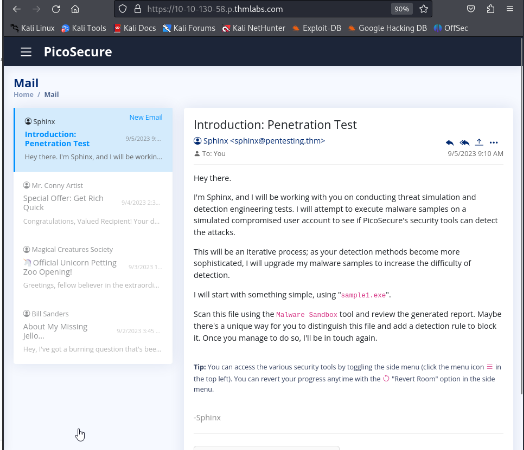 https://10-10-130-58.p.thmlabs.com
90%
Kali Linux Kali Tools Kali Docs Kali Forums Kali NetHunter Exploit DB Google Hacking DB OffSec
PicoSecure
Mail
Home / Mail
Sphinx
New Email
Introduction:
Penetration Test
9/5/2023 9:...
Hey there. I'm Sphinx, and I will be workin...
Mr. Conny Artist
Special Offer: Get Rich
Quick
Congratulations, Valued Recipient: Your d...
Magical Creatures Society
Official Unicorn Petting
Zoo Opening!
Greetings, fellow believer in the extraordi...
Bill Sanders
About My Missing
Jello...
Hey, I've got a burning question that's bee...
Introduction: Penetration Test
Sphinx <sphinx@pentesting.thm>
To: You
9/5/2023 9:10 AM
Hey there.
I'm Sphinx, and I will be working with you on conducting threat simulation and
detection engineering tests. I will attempt to execute malware samples on a
simulated compromised user account to see if PicoSecure's security tools can detect
the attacks.
This will be an iterative process; as your detection methods become more
sophisticated, I will upgrade my malware samples to increase the difficulty of
detection.
I will start with something simple, using "sample1.exe".
Scan this file using the Malware Sandbox tool and review the generated report. Maybe
there's a unique way for you to distinguish this file and add a detection rule to block
it. Once you manage to do so, I'll be in touch again.
Tip: You can access the various security tools by toggling the side menu (click the menu icon in
the top left). You can revert your progress anytime with the "Revert Room" option in the side
menu.
-Sphinx